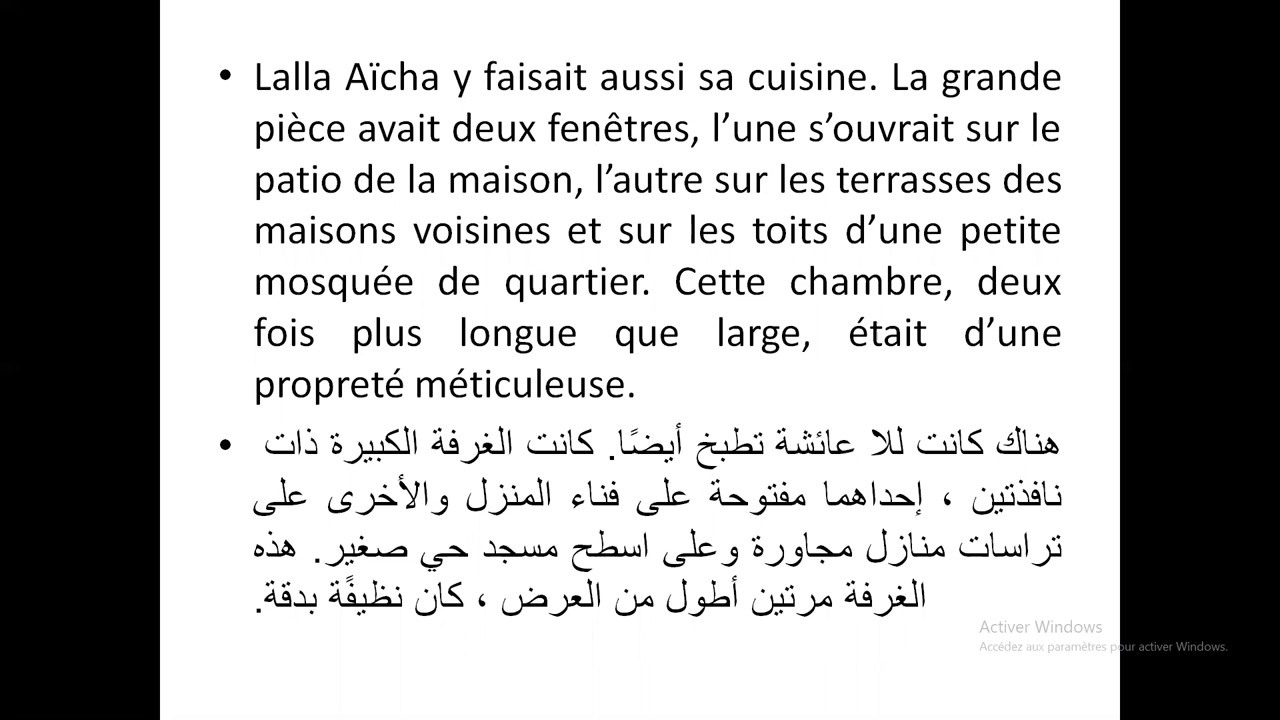 • Lalla Aïcha y faisait aussi sa cuisine. La grande
pièce avait deux fenêtres, l’une s’ouvrait sur le
patio de la maison, l’autre sur les terrasses des
maisons voisines et sur les toits d’une petite
mosquée de quartier. Cette chambre, deux
fois plus longue que large, était d’une
propreté méticuleuse.
• هناك كانت للا عائشة تطبخ أيضًا. كانت الغرفة الكبيرة ذات
نافذتين ، إحداهما مفتوحة على فناء المنزل والأخرى على
تراسات منازل مجاورة وعلى اسطح مسجد حي صغير. هذه
الغرفة مرتين أطول من العرض ، كان نظيفًة بدقة.
Activer Windows
Accédez aux paramètres pour activer Windows.